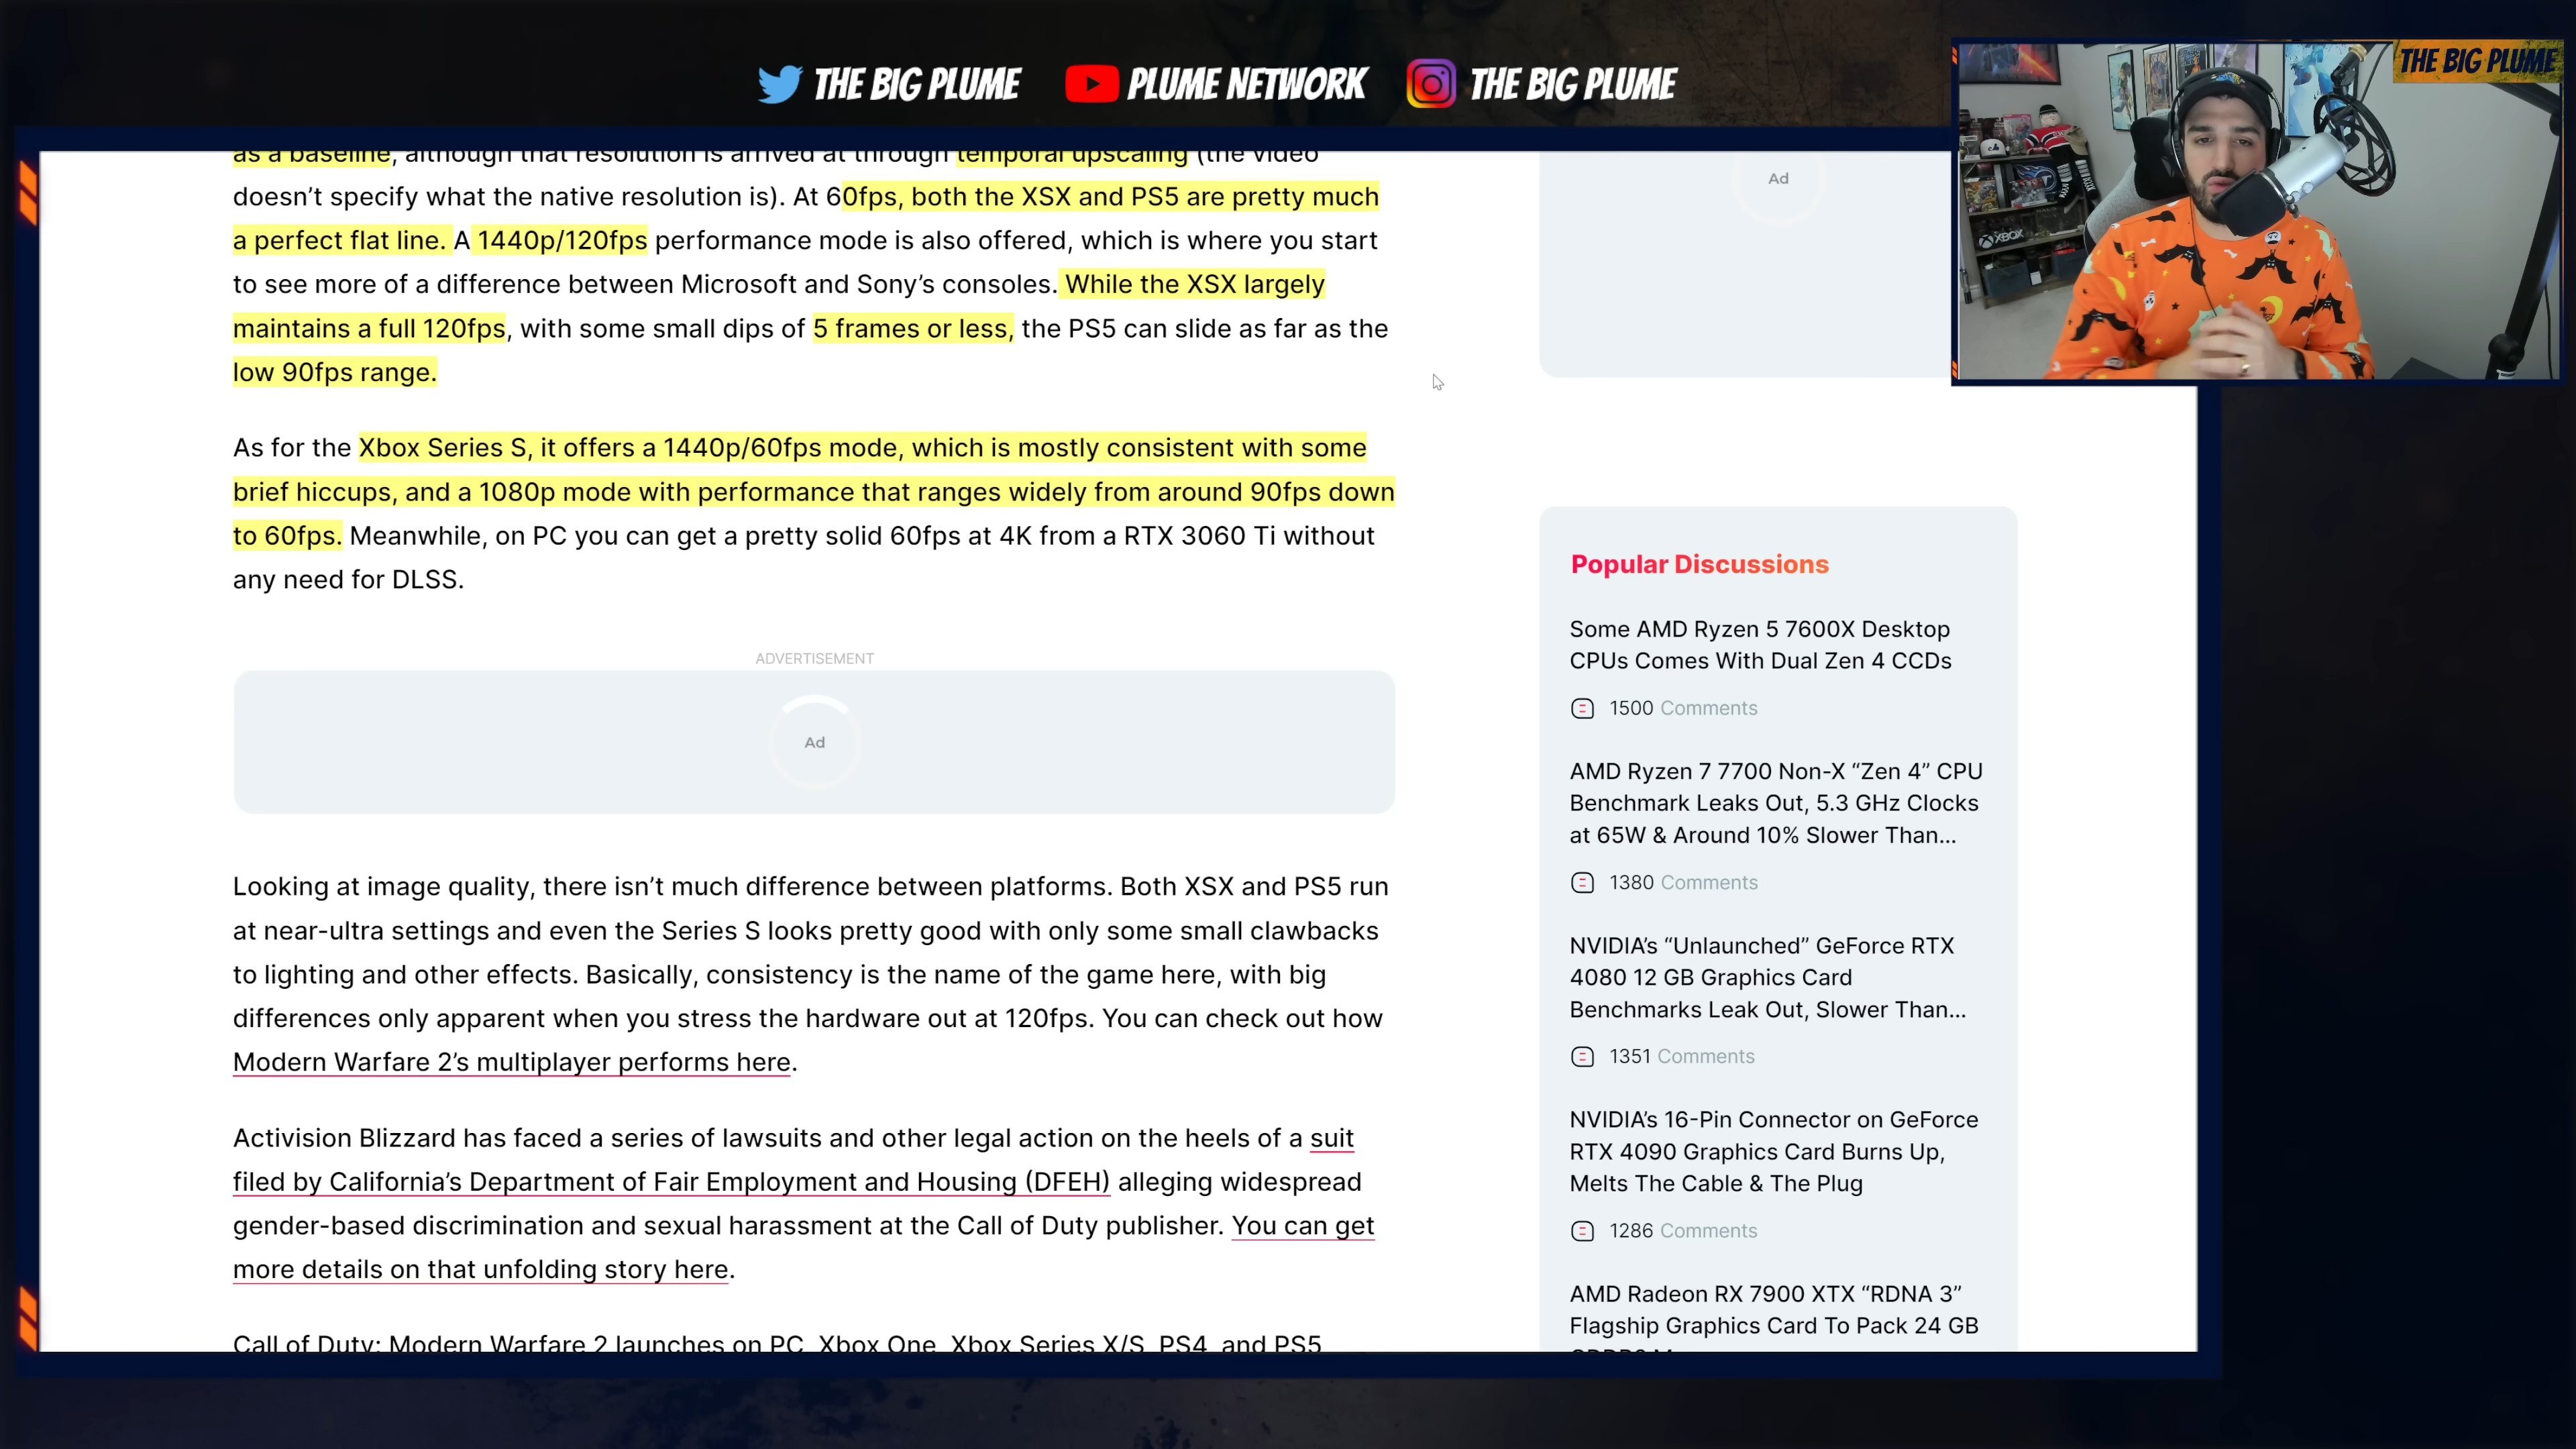 THE BIG PLUME
PLUME NETWORK
THE BIG PLUME
THE BIG PLUME
XBOX
as a baseline, although that resolution is arrived at through temporal upscaling (the video
doesn’t specify what the native resolution is). At 60fps, both the XSX and PS5 are pretty much
a perfect flat line. A 1440p/120fps performance mode is also offered, which is where you start
to see more of a difference between Microsoft and Sony’s consoles. While the XSX largely
maintains a full 120fps, with some small dips of 5 frames or less, the PS5 can slide as far as the
low 90fps range.
As for the Xbox Series S, it offers a 1440p/60fps mode, which is mostly consistent with some
brief hiccups, and a 1080p mode with performance that ranges widely from around 90fps down
to 60fps. Meanwhile, on PC you can get a pretty solid 60fps at 4K from a RTX 3060 Ti without
any need for DLSS.
ADVERTISEMENT
Ad
Looking at image quality, there isn’t much difference between platforms. Both XSX and PS5 run
at near-ultra settings and even the Series S looks pretty good with only some small clawbacks
to lighting and other effects. Basically, consistency is the name of the game here, with big
differences only apparent when you stress the hardware out at 120fps. You can check out how
Modern Warfare 2’s multiplayer performs here.
Activision Blizzard has faced a series of lawsuits and other legal action on the heels of a suit
filed by California’s Department of Fair Employment and Housing (DFEH) alleging widespread
gender-based discrimination and sexual harassment at the Call of Duty publisher. You can get
more details on that unfolding story here.
Call of Duty: Modern Warfare 2 launches on PC, Xbox One, Xbox Series X/S, PS4, and PS5
Ad
Popular Discussions
Some AMD Ryzen 5 7600X Desktop
CPUs Comes With Dual Zen 4 CCDs
1500 Comments
AMD Ryzen 7 7700 Non-X “Zen 4” CPU
Benchmark Leaks Out, 5.3 GHz Clocks
at 65W & Around 10% Slower Than...
1380 Comments
NVIDIA’s “Unlaunched” GeForce RTX
4080 12 GB Graphics Card
Benchmarks Leak Out, Slower Than...
1351 Comments
NVIDIA’s 16-Pin Connector on GeForce
RTX 4090 Graphics Card Burns Up,
Melts The Cable & The Plug
1286 Comments
AMD Radeon RX 7900 XTX “RDNA 3”
Flagship Graphics Card To Pack 24 GB